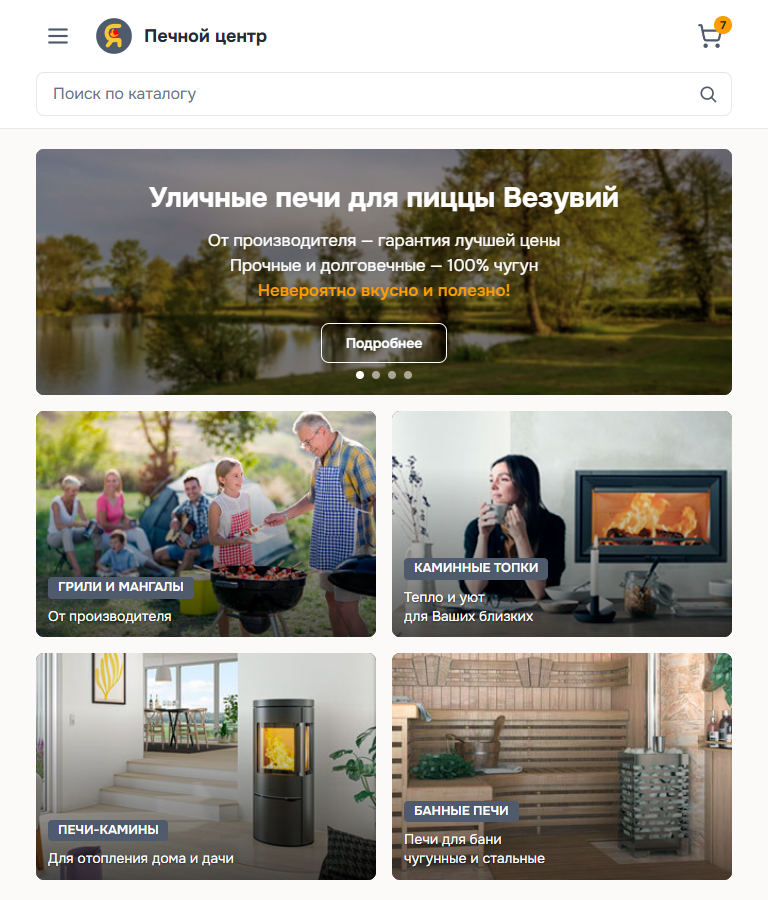 Печной центр
7
Поиск по каталогу
Уличные печи для пиццы Везувий
От производителя — гарантия лучшей цены
Прочные и долговечные — 100% чугун
Невероятно вкусно и полезно!
Подробнее
ГРИЛИ И МАНГАЛЫ
От производителя
КАМИННЫЕ ТОПКИ
Тепло и уют
для Ваших близких
ПЕЧИ-КАМИНЫ
Для отопления дома и дачи
БАННЫЕ ПЕЧИ
Печи для бани
чугунные и стальные